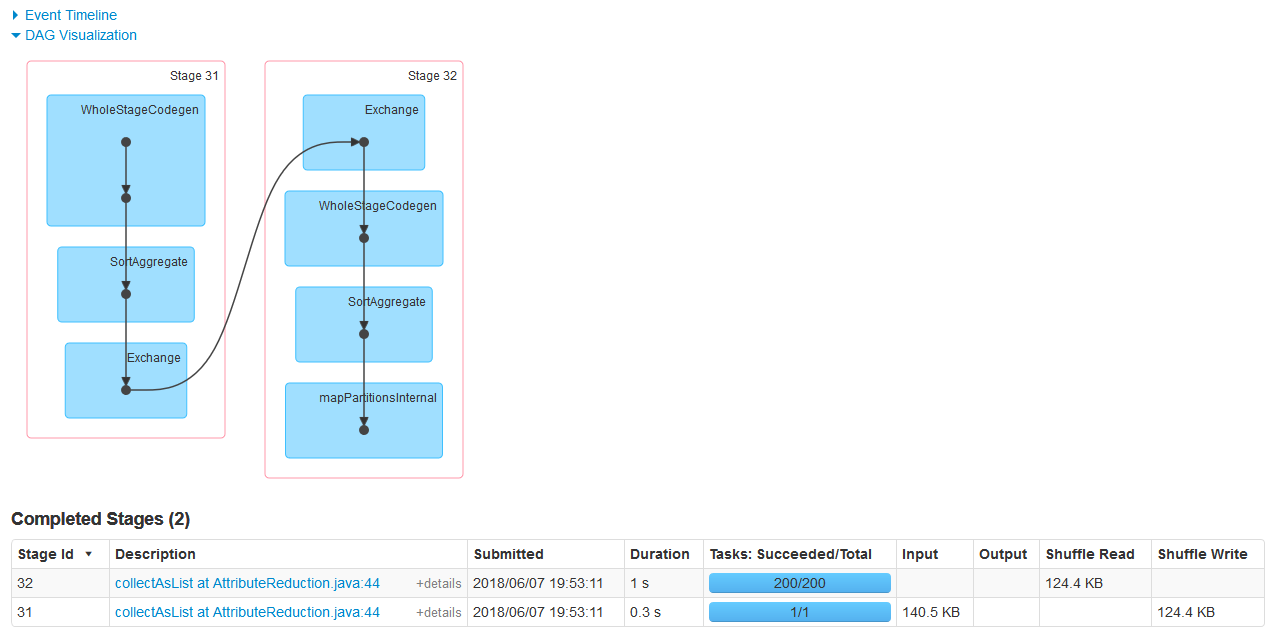 Event Timeline
DAG Visualization
Stage 31
Stage 32
WholeStageCodegen
Exchange
WholeStageCodegen
SortAggregate
SortAggregate
Exchange
mapPartitionsInternal
Completed Stages (2)
Stage Id ▾ Description Submitted Duration Tasks: Succeeded/Total Input Output Shuffle Read Shuffle Write
32 collectAsList at AttributeReduction.java:44 +details 2018/06/07 19:53:11 1 s 200/200 124.4 KB
31 collectAsList at AttributeReduction.java:44 +details 2018/06/07 19:53:11 0.3 s 1/1 140.5 KB 124.4 KB